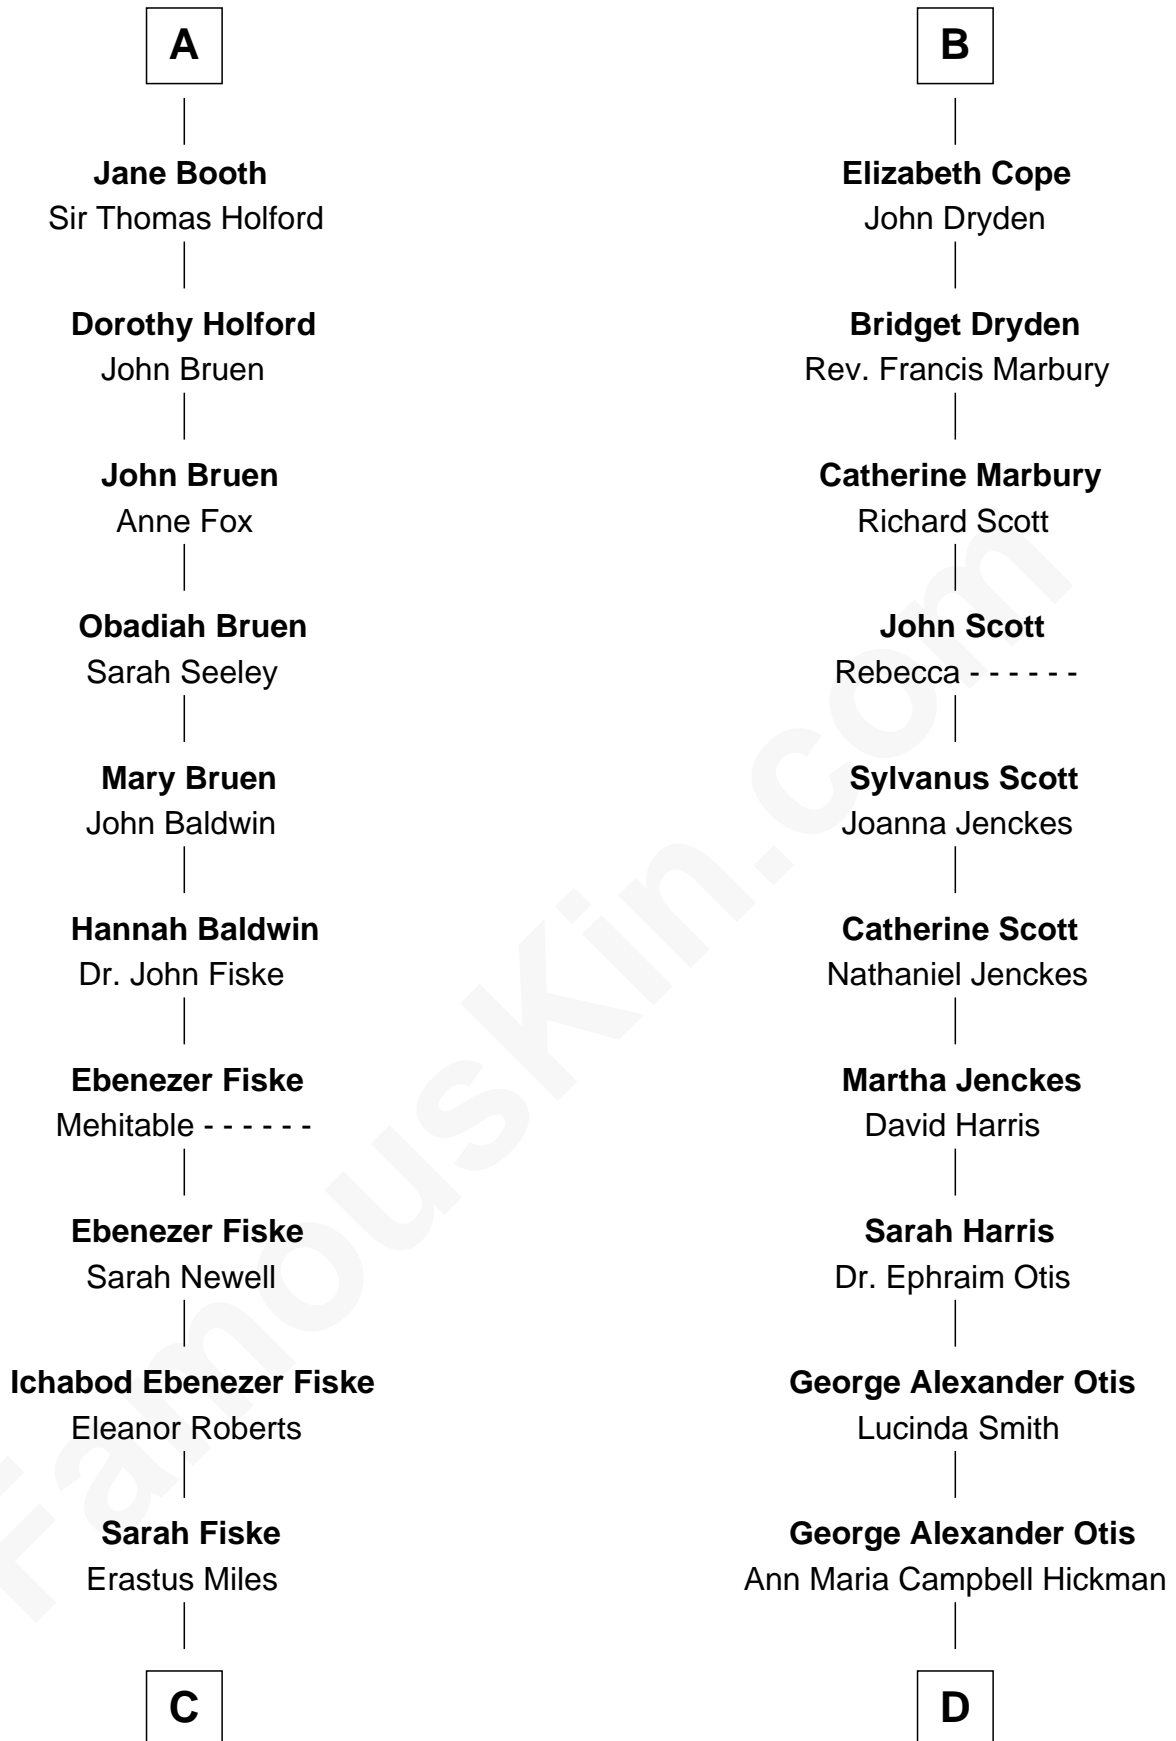 A
Jane Booth
Sir Thomas Holford
Dorothy Holford
John Bruen
John Bruen
Anne Fox
Obadiah Bruen
Sarah Seeley
Mary Bruen
John Baldwin
Hannah Baldwin
Dr. John Fiske
Ebenezer Fiske
Mehitable - - - - - -
Ebenezer Fiske
Sarah Newell
Ichabod Ebenezer Fiske
Eleanor Roberts
Sarah Fiske
Erastus Miles
C
B
Elizabeth Cope
John Dryden
Bridget Dryden
Rev. Francis Marbury
Catherine Marbury
Richard Scott
John Scott
Rebecca - - - - - -
Sylvanus Scott
Joanna Jenckes
Catherine Scott
Nathaniel Jenckes
Martha Jenckes
David Harris
Sarah Harris
Dr. Ephraim Otis
George Alexander Otis
Lucinda Smith
George Alexander Otis
Ann Maria Campbell Hickman
D
FamousKin.com